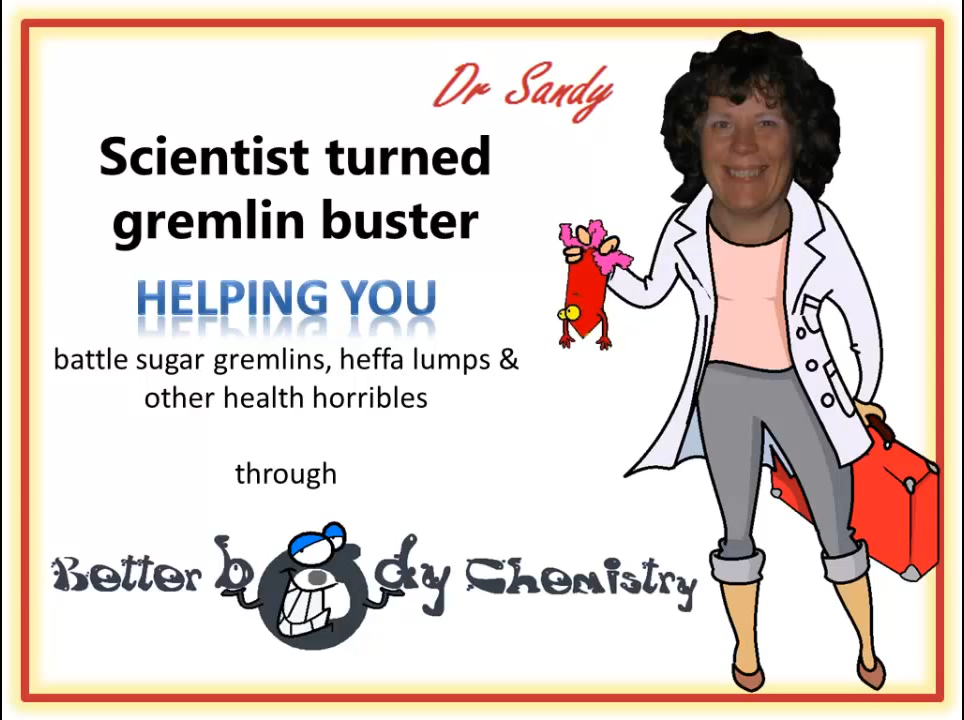 Dr Sandy
Scientist turned
gremlin buster
HELPING YOU
battle sugar gremlins, heffa lumps &
other health horribles
through
Better body Chemistry